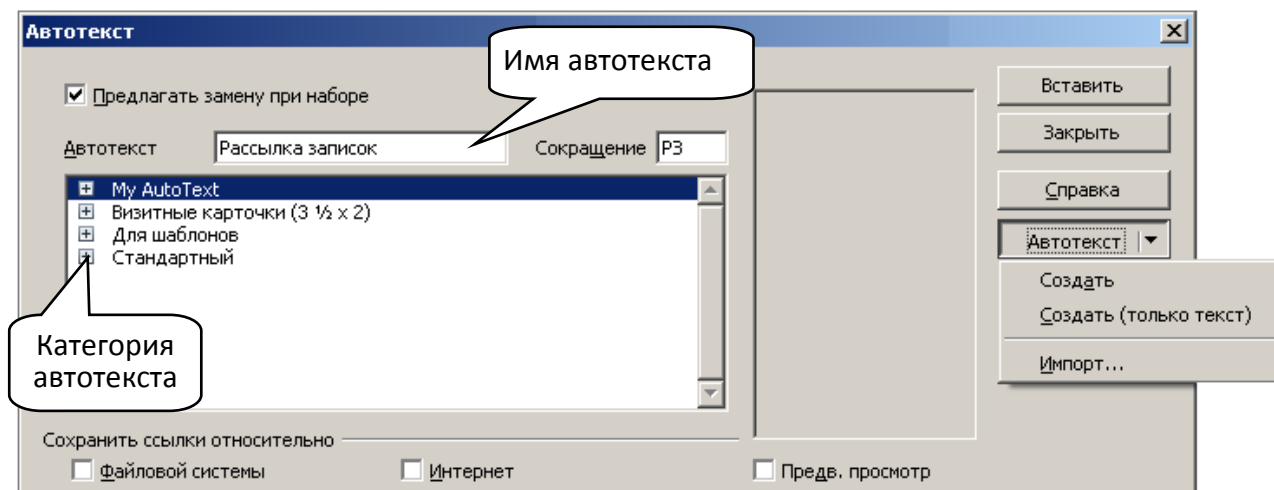 Автотекст
Имя автотекста
Предлагать замену при наборе
Вставить
Автотекст Рассылка записок Сокращение РЗ
Закрыть
My AutoText
Справка
Визитные карточки (3 ½ x 2)
Для шаблонов
Автотекст
Стандартный
Создать
Создать (только текст)
Категория
автотекста
Импорт...
Сохранить ссылки относительно
Файловой системы Интернет Предв. просмотр